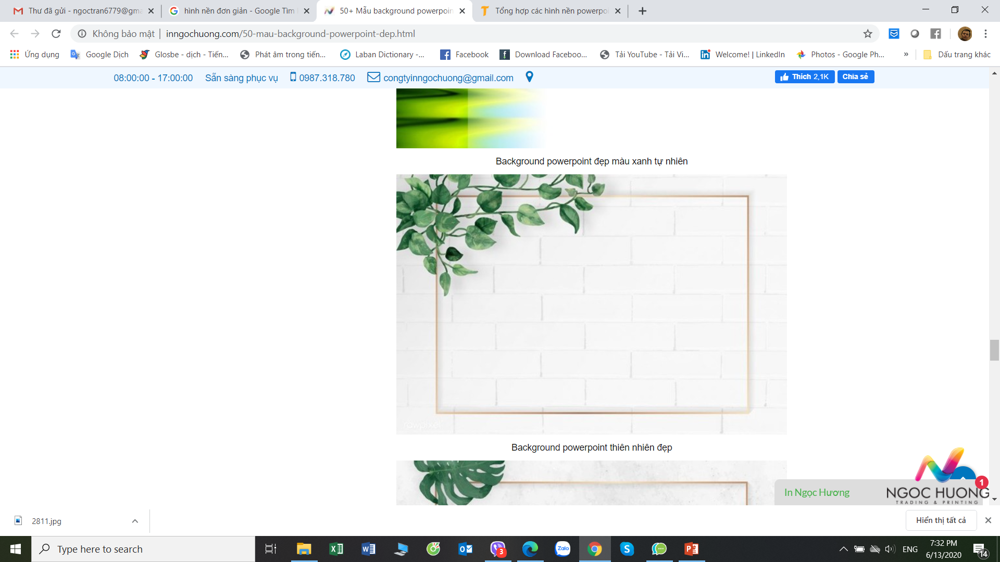 Thư đã gửi - ngoctran6779@gma
hình nền đơn giản - Google Tìm
50+ Mẫu background powerpoin
Tổng hợp các hình nền powerpoi
Không bảo mật
inngochuong.com/50-mau-background-powerpoint-dep.html
Ứng dụng
Google Dịch
Glosbe - dịch - Tiến...
Phát âm trong tiến...
Laban Dictionary -...
Facebook
Download Faceboo...
Tải YouTube - Tải Vi...
Welcome! | LinkedIn
Photos - Google Ph...
»
Dấu trang khác
08:00:00 - 17:00:00
Sẵn sàng phục vụ
0987.318.780
congtyinngochuong@gmail.com
Thích 2,1K
Chia sẻ
Background powerpoint đẹp màu xanh tự nhiên
rawpixel
Background powerpoint thiên nhiên đẹp
In Ngọc Hương
1
NGOC HUONG
TRADING & PRINTING
2811.jpg
Hiển thị tất cả
Type here to search
3
Zalo
ENG
7:32 PM
6/13/2020
14